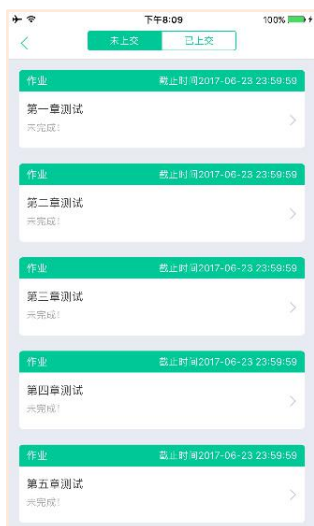 下午8:09 100%
未上交 已上交
作业 截止时间2017-06-23 23:59:59
第一章测试
未完成!
作业 截止时间2017-06-23 23:59:59
第二章测试
未完成!
作业 截止时间2017-06-23 23:59:59
第三章测试
未完成!
作业 截止时间2017-06-23 23:59:59
第四章测试
未完成!
作业 截止时间2017-06-23 23:59:59
第五章测试
未完成!